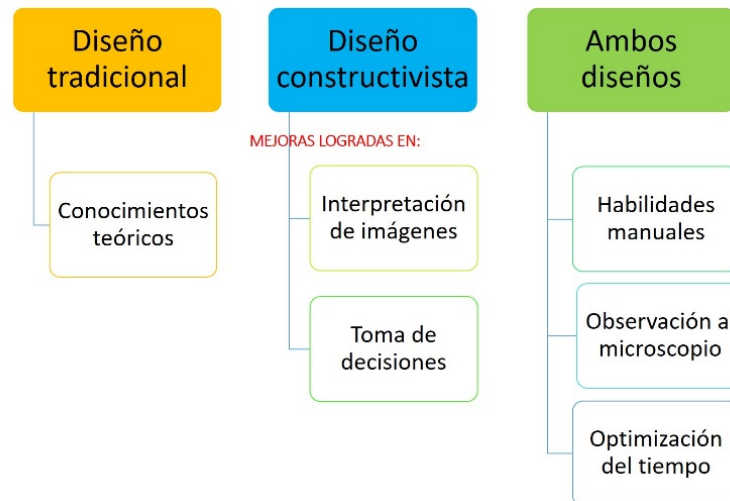 Diseño
tradicional
Diseño
constructivista
Ambos
diseños
MEJORAS LOGRADAS EN:
Conocimientos
teóricos
Interpretación
de imágenes
Toma de
decisiones
Habilidades
manuales
Observación a
microscopio
Optimización
del tiempo